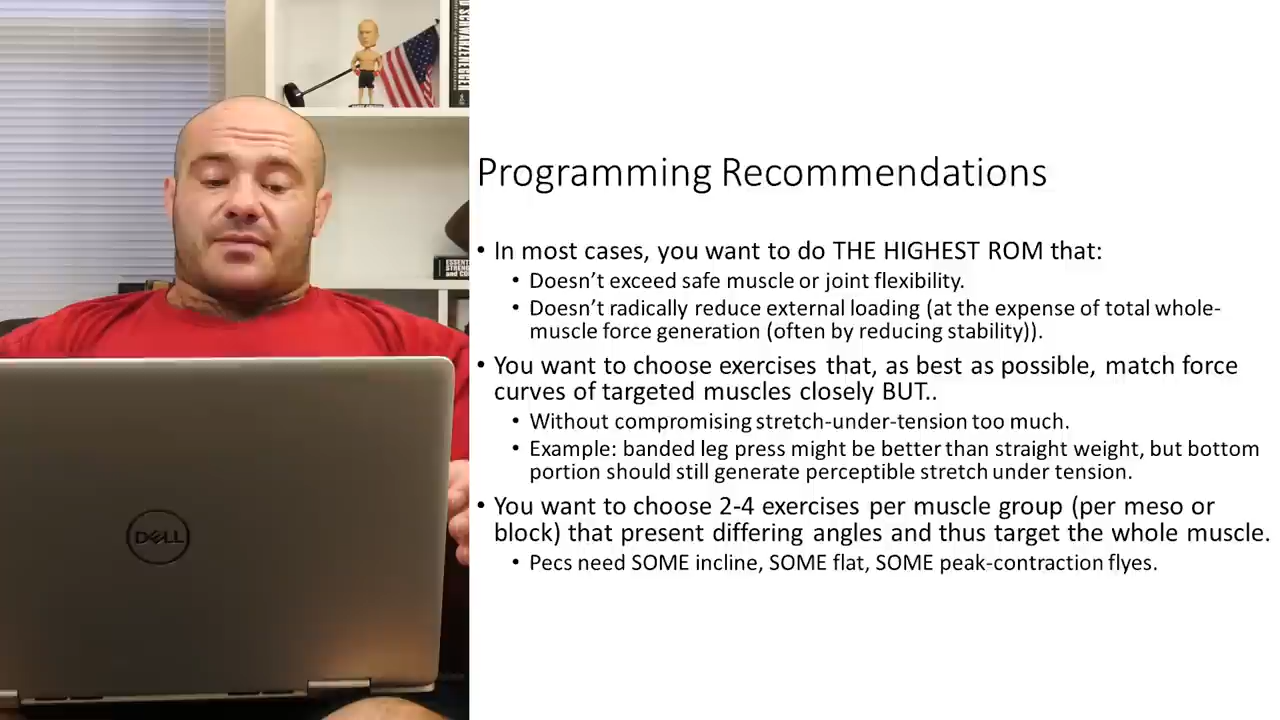 SCHWARZENEGGER
ESSENT
STRENG
and CO
DELL
Programming Recommendations
• In most cases, you want to do THE HIGHEST ROM that:
• Doesn't exceed safe muscle or joint flexibility.
• Doesn't radically reduce external loading (at the expense of total whole-
muscle force generation (often by reducing stability)).
• You want to choose exercises that, as best as possible, match force
curves of targeted muscles closely BUT..
• Without compromising stretch-under-tension too much.
• Example: banded leg press might be better than straight weight, but bottom
portion should still generate perceptible stretch under tension.
• You want to choose 2-4 exercises per muscle group (per meso or
block) that present differing angles and thus target the whole muscle.
• Pecs need SOME incline, SOME flat, SOME peak-contraction flyes.